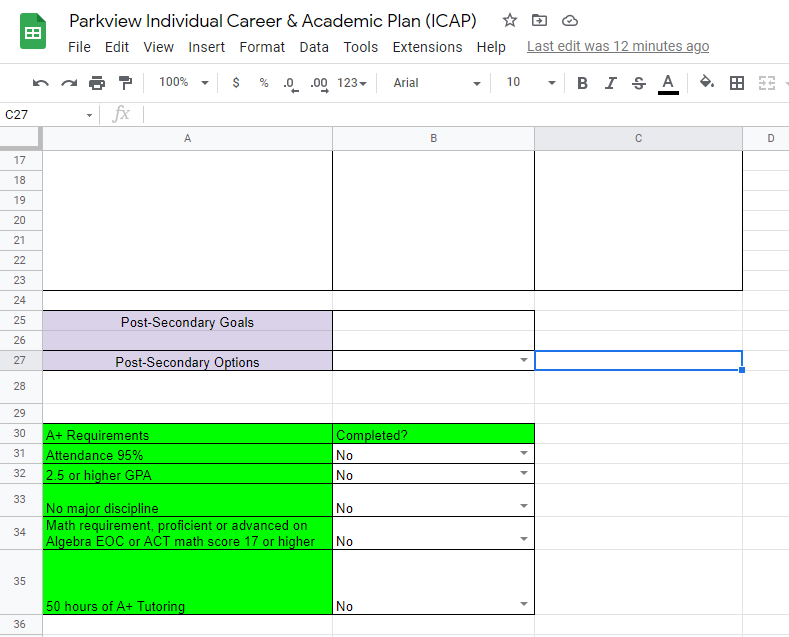 Parkview Individual Career & Academic Plan (ICAP)
File Edit View Insert Format Data Tools Extensions Help Last edit was 12 minutes ago
100% $ % .0 .00 123 Arial 10 B I S A
C27 fx
A B C D
17
18
19
20
21
22
23
24
25 Post-Secondary Goals
26
27 Post-Secondary Options
28
29
30 A+ Requirements Completed?
31 Attendance 95% No
32 2.5 or higher GPA No
33 No major discipline No
Math requirement, proficient or advanced on
34 Algebra EOC or ACT math score 17 or higher No
35 50 hours of A+ Tutoring No
36